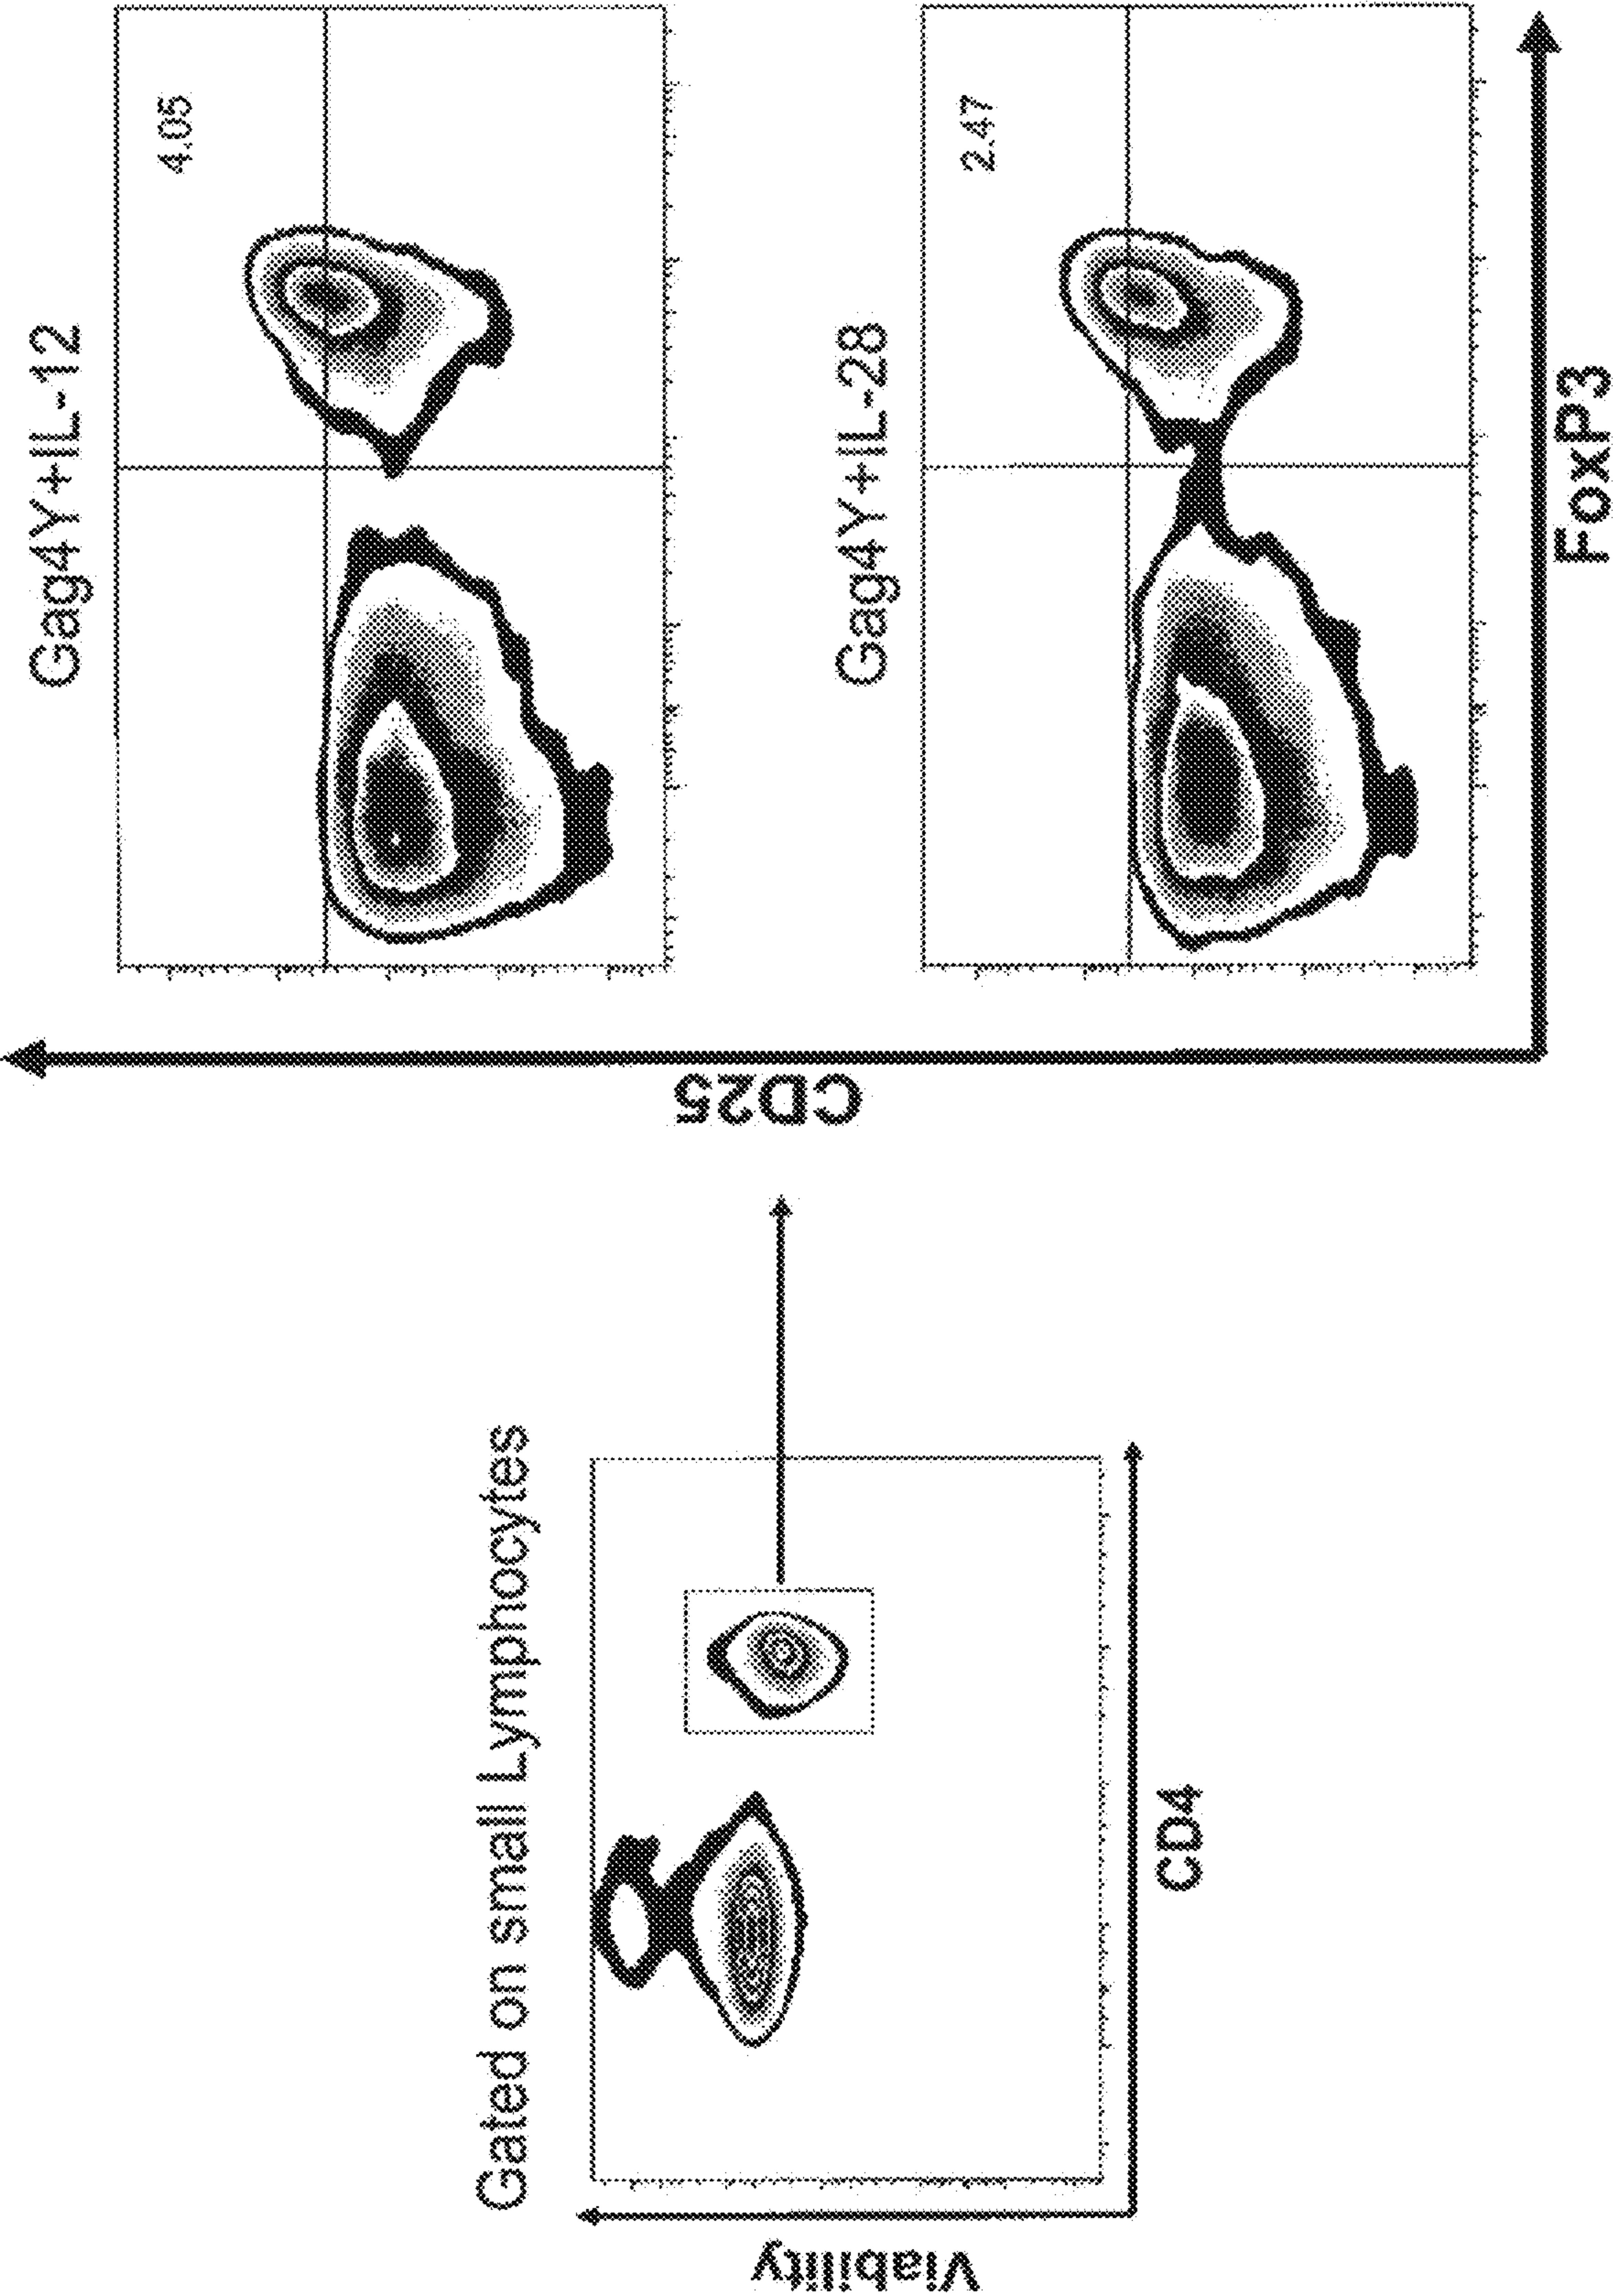 Gated on small Lymphocytes
Viability
CD4
CD25
Gag4Y+IL-12
4.05
Gag4Y+IL-28
2.47
FoxP3